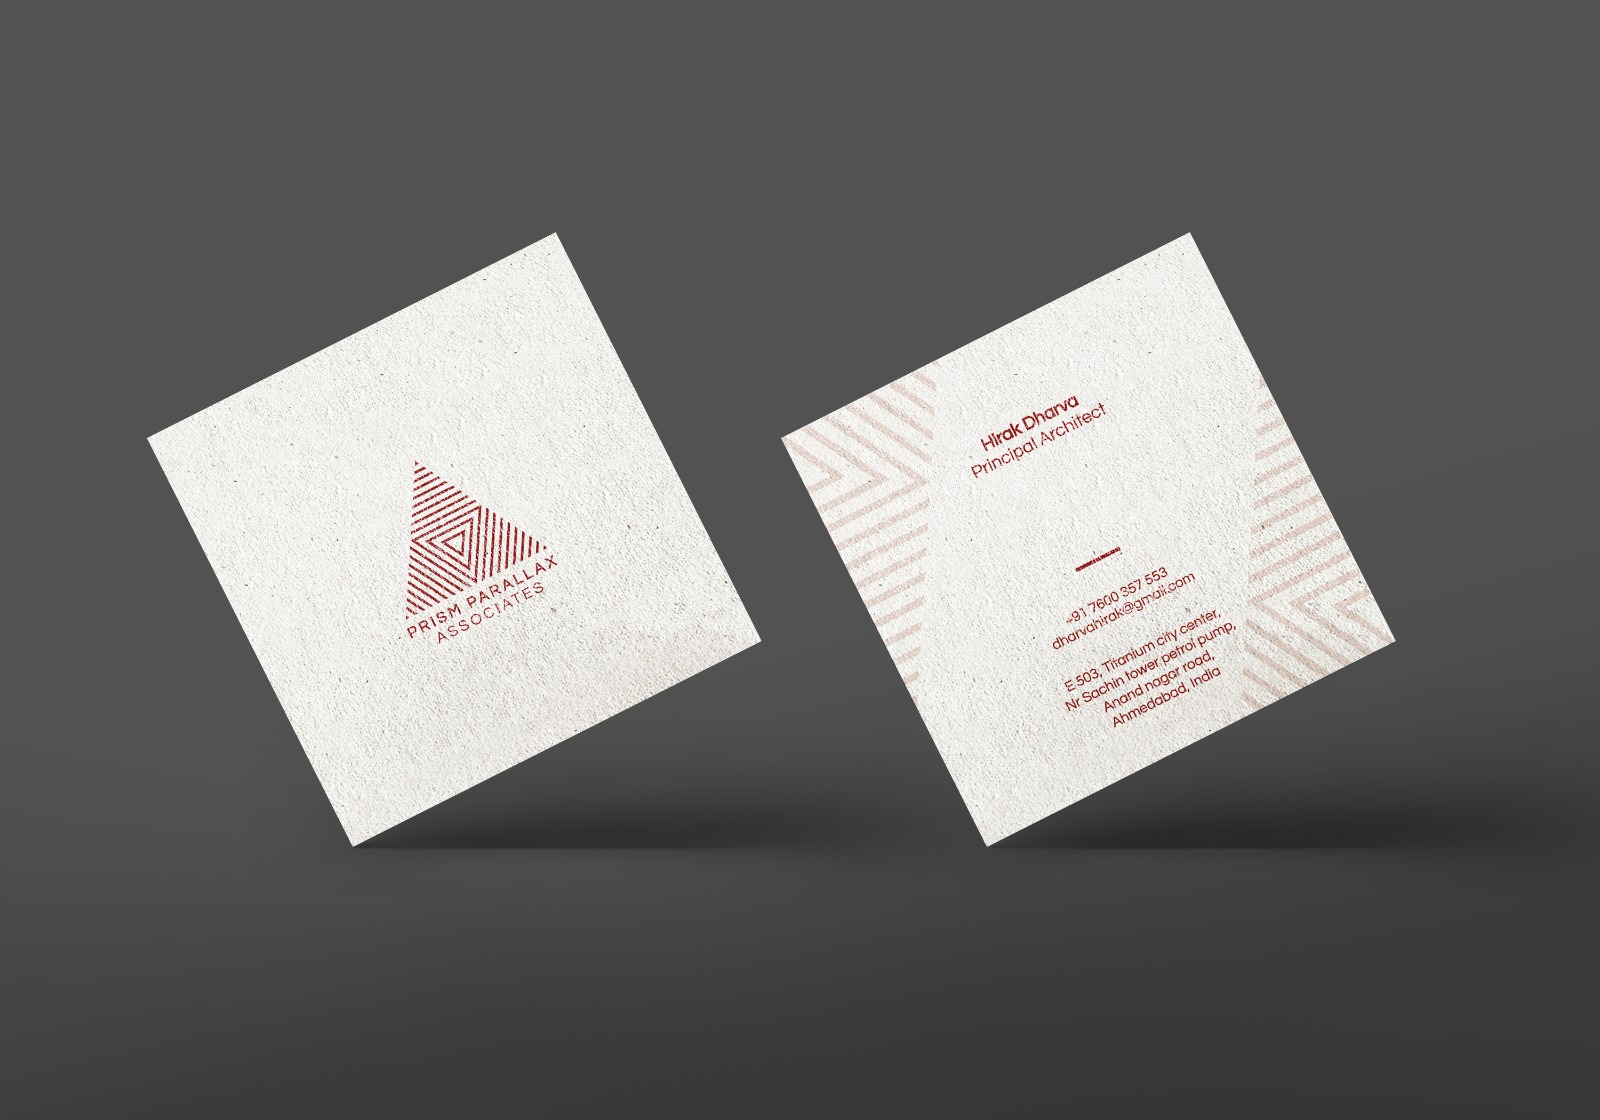 PRISM PARALLAX
ASSOCIATES
Hirak Dharva
Principal Architect
+91 7600 357 553
dharvahirak@gmail.com
E 503, Titanium city center,
Nr Sachin tower petrol pump,
Anand nagar road,
Ahmedabad, India